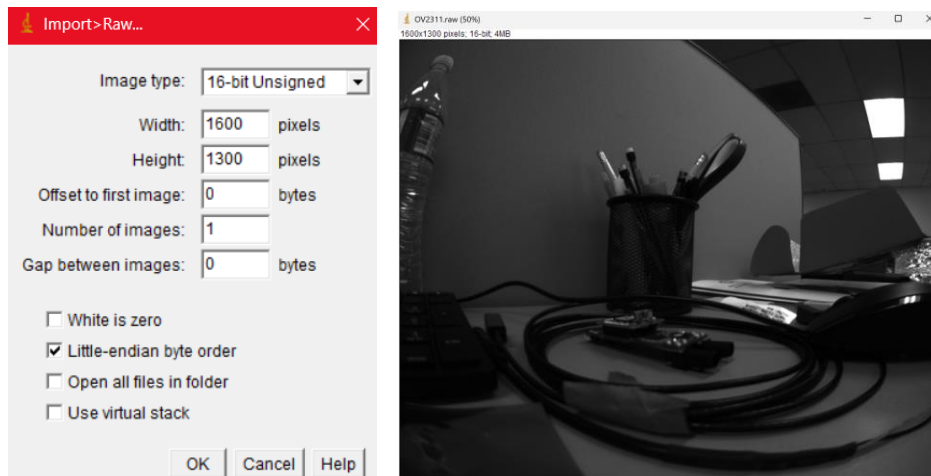 Import>Raw...
Image type: 16-bit Unsigned
Width: 1600 pixels
Height: 1300 pixels
Offset to first image: 0 bytes
Number of images: 1
Gap between images: 0 bytes
White is zero
Little-endian byte order
Open all files in folder
Use virtual stack
OK Cancel Help
OV2311.raw (50%)
1600x1300 pixels; 16-bit; 4MB